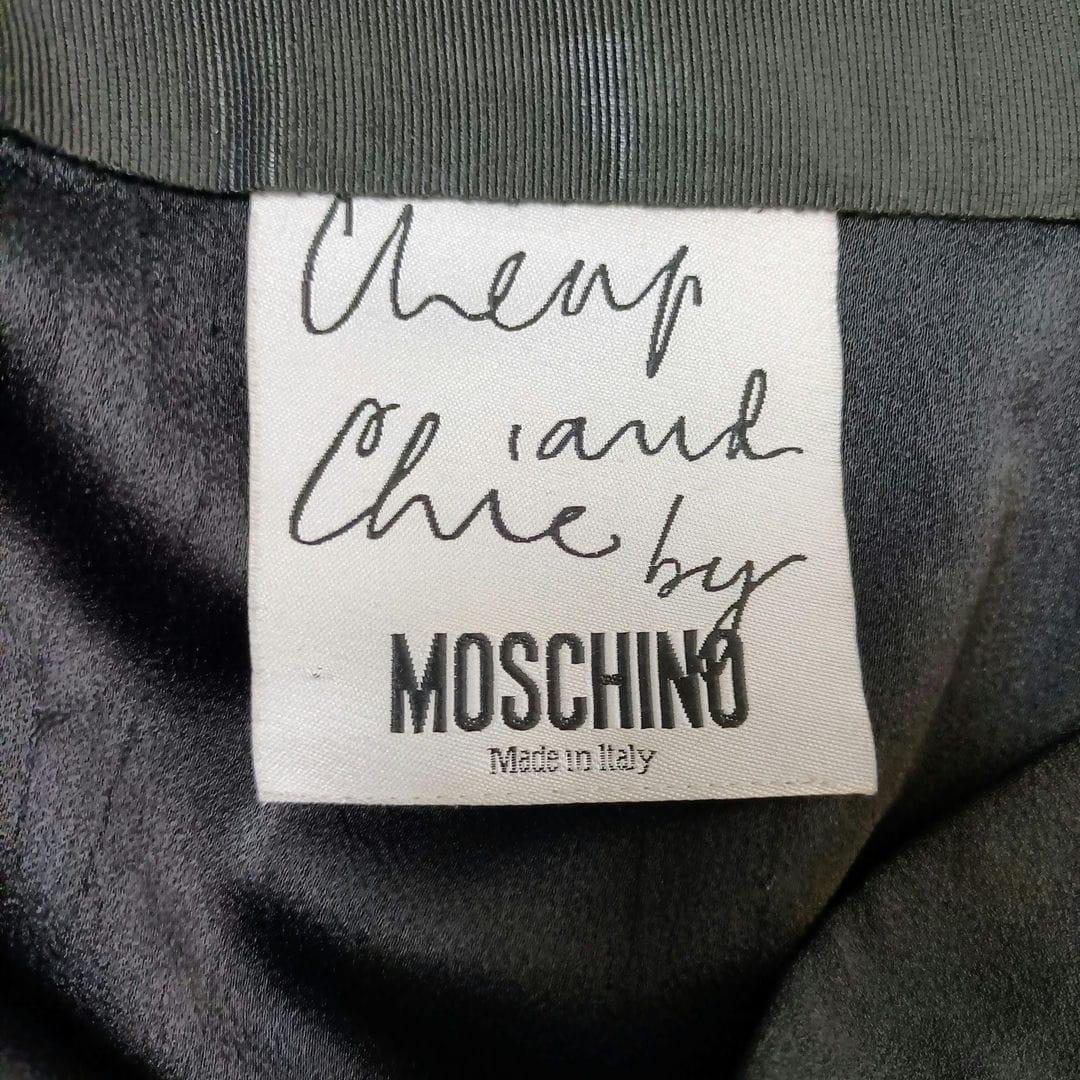 Cheap
and
Chic
by
MOSCHINO
Made in Italy